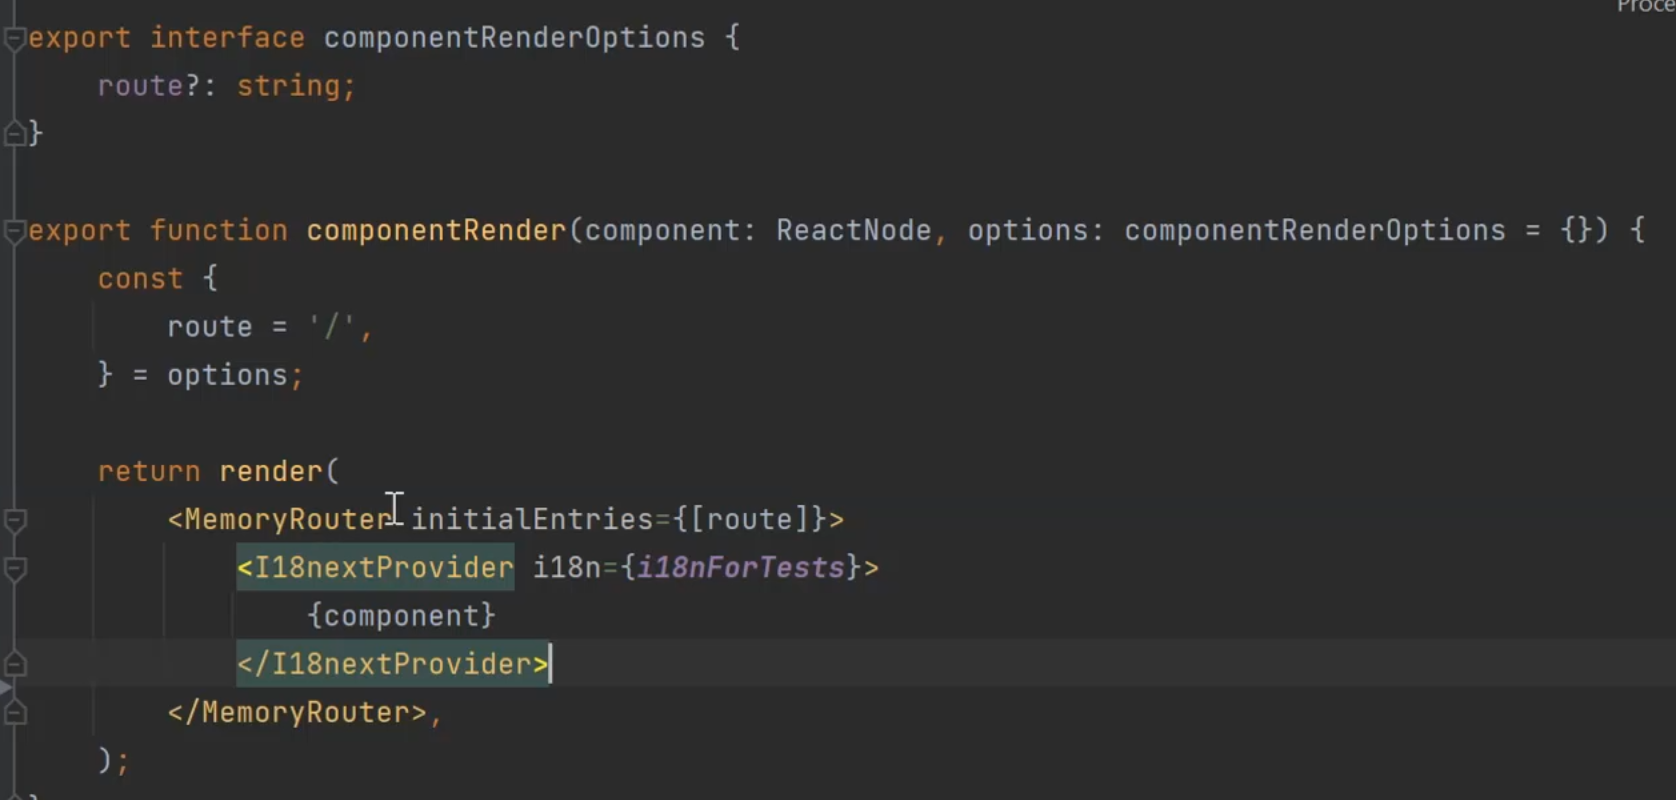 Proce
export interface componentRenderOptions {
route?: string;
}
export function componentRender(component: ReactNode, options: componentRenderOptions = {}) {
const {
route = '/',
} = options;
return render(
<MemoryRouter initialEntries={[route]}>
<I18nextProvider i18n={i18nForTests}>
{component}
</I18nextProvider>
</MemoryRouter>,
);
}